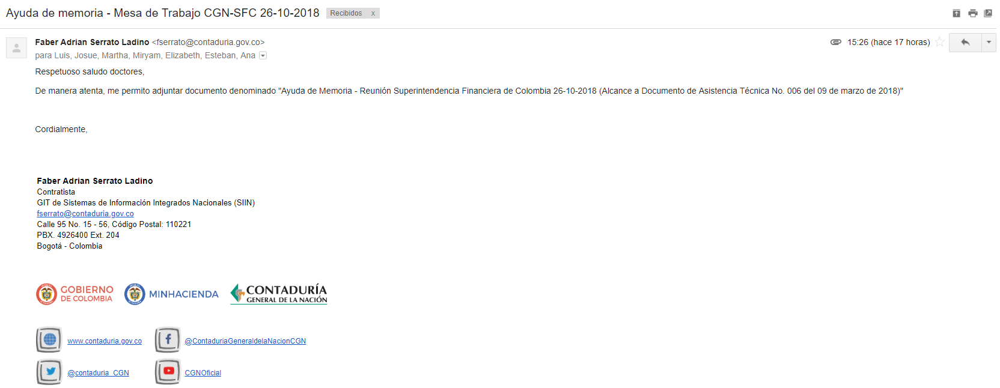 Ayuda de memoria - Mesa de Trabajo CGN-SFC 26-10-2018 Recibidos x
Faber Adrian Serrato Ladino <fserrato@contaduria.gov.co> 15:26 (hace 17 horas)
para Luis, Josue, Martha, Miryam, Elizabeth, Esteban, Ana
Respetuoso saludo doctores,
De manera atenta, me permito adjuntar documento denominado "Ayuda de Memoria - Reunión Superintendencia Financiera de Colombia 26-10-2018 (Alcance a Documento de Asistencia Técnica No. 006 del 09 de marzo de 2018)"
Cordialmente,
Faber Adrian Serrato Ladino
Contratista
GIT de Sistemas de Información Integrados Nacionales (SIIN)
fserrato@contaduria.gov.co
Calle 95 No. 15 - 56, Código Postal: 110221
PBX. 4926400 Ext. 204
Bogotá - Colombia
GOBIERNO
DE COLOMBIA
MINHACIENDA
CONTADURÍA
GENERAL DE LA NACIÓN
www.contaduria.gov.co @ContaduriaGeneraldelaNacionCGN
@contaduria_CGN CGNOficial